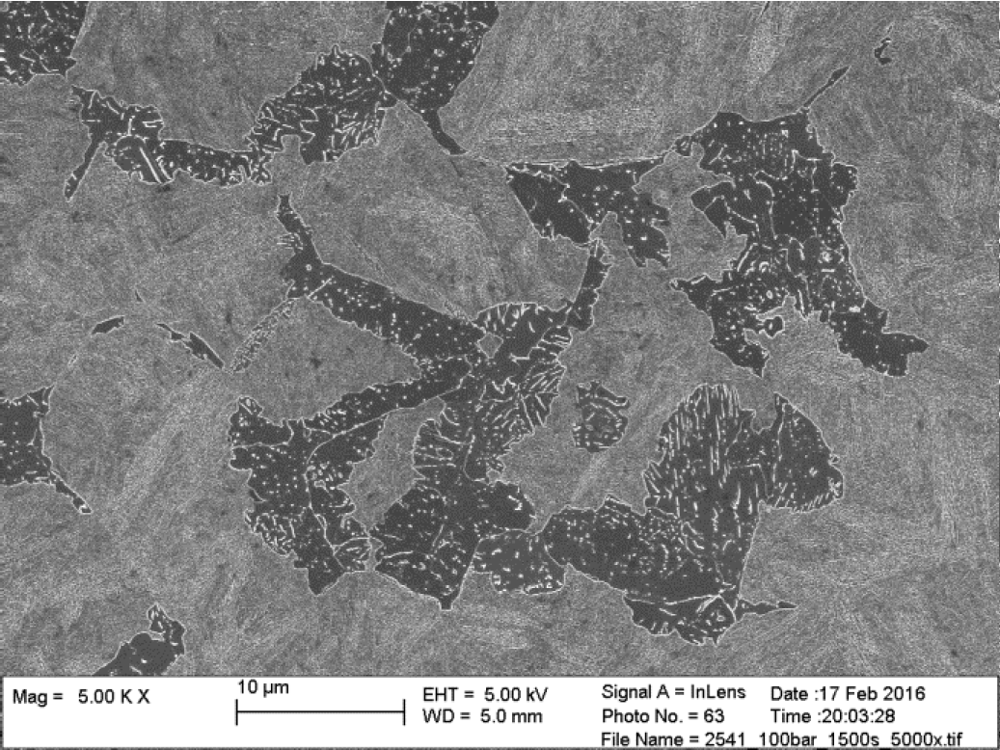 Mag = 5.00 K X
10 µm
EHT = 5.00 kV
WD = 5.0 mm
Signal A = InLens
Photo No. = 63
File Name = 2541_100bar_1500s_5000x.tif
Date :17 Feb 2016
Time :20:03:28